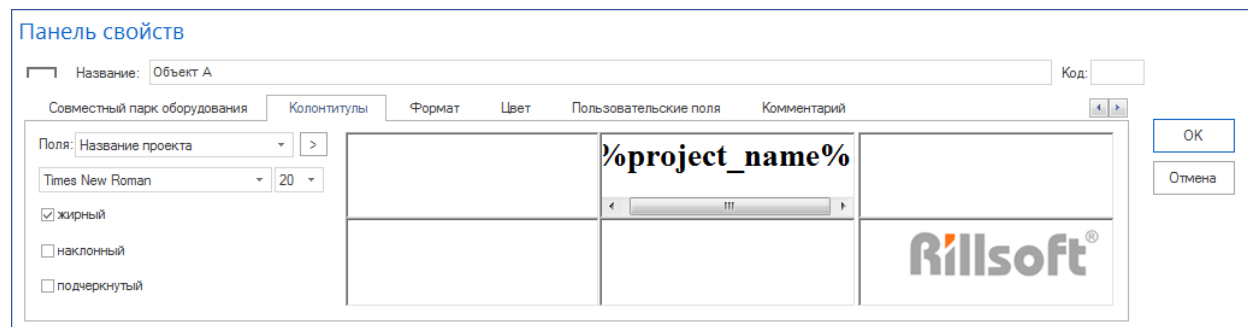 Панель свойств
Название: Объект А Код:
Совместный парк оборудования Колонтитулы Формат Цвет Пользовательские поля Комментарий
Поля: Название проекта >
%project_name%
OK
Times New Roman 20
Отмена
жирный
наклонный
Rillsoft®
подчеркнутый